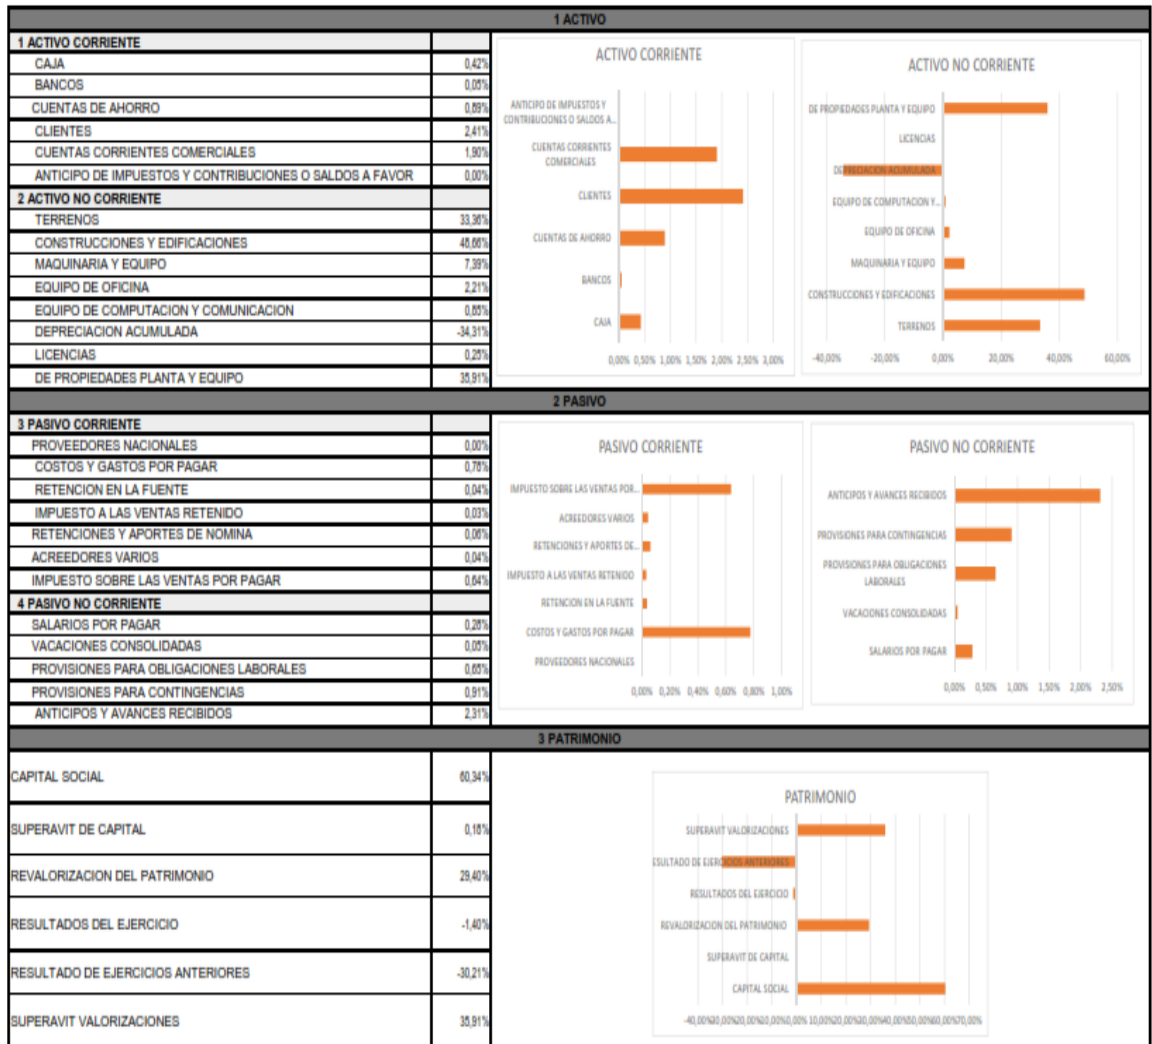 1 ACTIVO
1 ACTIVO CORRIENTE
CAJA 0,42%
BANCOS 0,05%
CUENTAS DE AHORRO 0,89%
CLIENTES 2,41%
CUENTAS CORRIENTES COMERCIALES 1,90%
ANTICIPO DE IMPUESTOS Y CONTRIBUCIONES O SALDOS A FAVOR 0,00%
2 ACTIVO NO CORRIENTE
TERRENOS 33,36%
CONSTRUCCIONES Y EDIFICACIONES 48,66%
MAQUINARIA Y EQUIPO 7,39%
EQUIPO DE OFICINA 2,21%
EQUIPO DE COMPUTACION Y COMUNICACION
DEPRECIACION ACUMULADA -34,31%
LICENCIAS 0,25%
DE PROPIEDADES PLANTA Y EQUIPO 35,91%
ACTIVO CORRIENTE
ANTICIPO DE IMPUESTOS Y
CONTRIBUCIONES O SALDOS A...
CUENTAS CORRIENTES
COMERCIALES
CLIENTES
CUENTAS DE AHORRO
BANCOS
CAJA
0,00% 0,50% 1,00% 1,50% 2,00% 2,50% 3,00%
ACTIVO NO CORRIENTE
DE PROPIEDADES PLANTA Y EQUIPO
LICENCIAS
DEPRECIACION ACUMULADA
EQUIPO DE COMPUTACION Y...
EQUIPO DE OFICINA
MAQUINARIA Y EQUIPO
CONSTRUCCIONES Y EDIFICACIONES
TERRENOS
-40,00% -20,00% 0,00% 20,00% 40,00% 60,00%
2 PASIVO
3 PASIVO CORRIENTE
PROVEEDORES NACIONALES 0,00%
COSTOS Y GASTOS POR PAGAR 0,78%
RETENCION EN LA FUENTE 0,04%
IMPUESTO A LAS VENTAS RETENIDO 0,03%
RETENCIONES Y APORTES DE NOMINA 0,06%
ACREEDORES VARIOS 0,04%
IMPUESTO SOBRE LAS VENTAS POR PAGAR 0,64%
4 PASIVO NO CORRIENTE
SALARIOS POR PAGAR 0,28%
VACACIONES CONSOLIDADAS 0,05%
PROVISIONES PARA OBLIGACIONES LABORALES 0,65%
PROVISIONES PARA CONTINGENCIAS 0,91%
ANTICIPOS Y AVANCES RECIBIDOS 2,31%
PASIVO CORRIENTE
IMPUESTO SOBRE LAS VENTAS POR...
ACREEDORES VARIOS
RETENCIONES Y APORTES DE...
IMPUESTO A LAS VENTAS RETENIDO
RETENCION EN LA FUENTE
COSTOS Y GASTOS POR PAGAR
PROVEEDORES NACIONALES
0,00% 0,20% 0,40% 0,60% 0,80% 1,00%
PASIVO NO CORRIENTE
ANTICIPOS Y AVANCES RECIBIDOS
PROVISIONES PARA CONTINGENCIAS
PROVISIONES PARA OBLIGACIONES
LABORALES
VACACIONES CONSOLIDADAS
SALARIOS POR PAGAR
0,00% 0,50% 1,00% 1,50% 2,00% 2,50%
3 PATRIMONIO
CAPITAL SOCIAL 60,34%
SUPERAVIT DE CAPITAL
REVALORIZACION DEL PATRIMONIO 29,40%
RESULTADOS DEL EJERCICIO -1,40%
RESULTADO DE EJERCICIOS ANTERIORES -30,21%
SUPERAVIT VALORIZACIONES 35,91%
PATRIMONIO
SUPERAVIT VALORIZACIONES
ESULTADO DE EJERCICIOS ANTERIORES
RESULTADOS DEL EJERCICIO
REVALORIZACION DEL PATRIMONIO
SUPERAVIT DE CAPITAL
CAPITAL SOCIAL